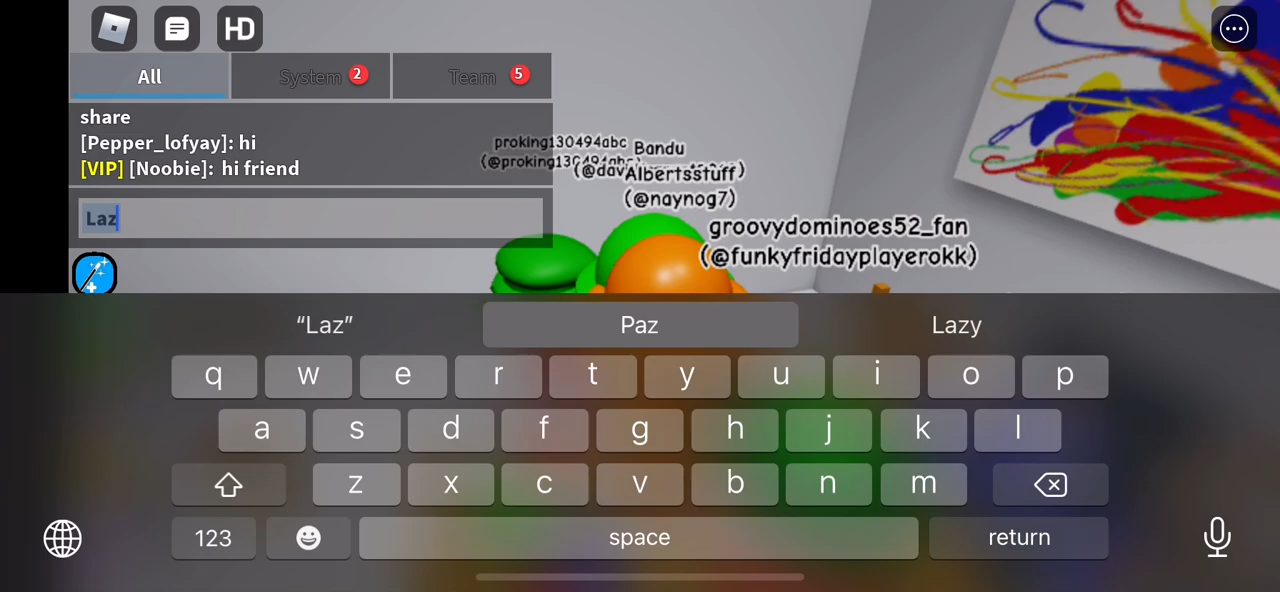 HD
All
System 2
Team 5
share
[Pepper_lofyay]: hi
[VIP] [Noobie]: hi friend
proking130494abc
Bandu
Albertsstuff
(@naynog7)
groovydominoes52_fan
(@funkyfridayplayerokk)
Laz
“Laz”
Paz
Lazy
q w e r t y u i o p
a s d f g h j k l
z x c v b n m
123
space
return